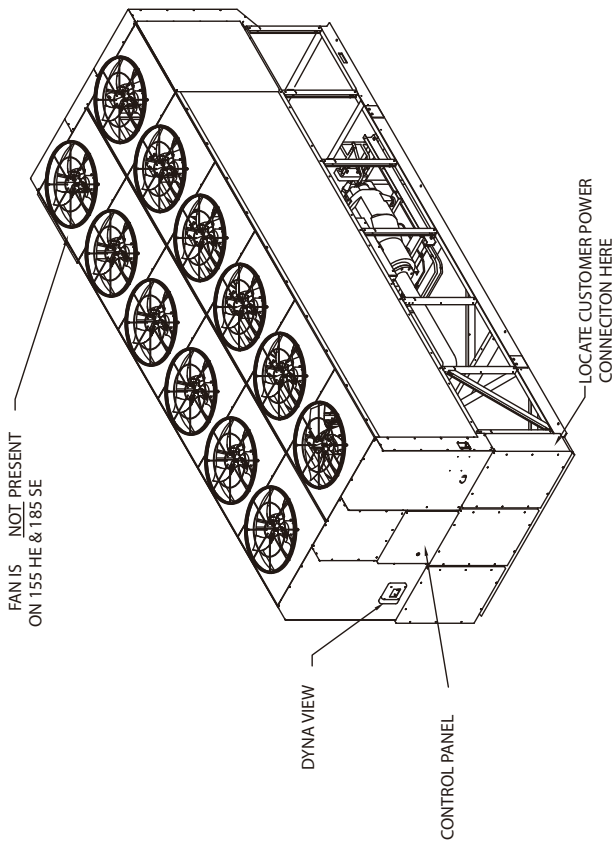 FAN IS NOT PRESENT
ON 155 HE & 185 SE
DYNA VIEW
CONTROL PANEL
LOCATE CUSTOMER POWER
CONNECITON HERE